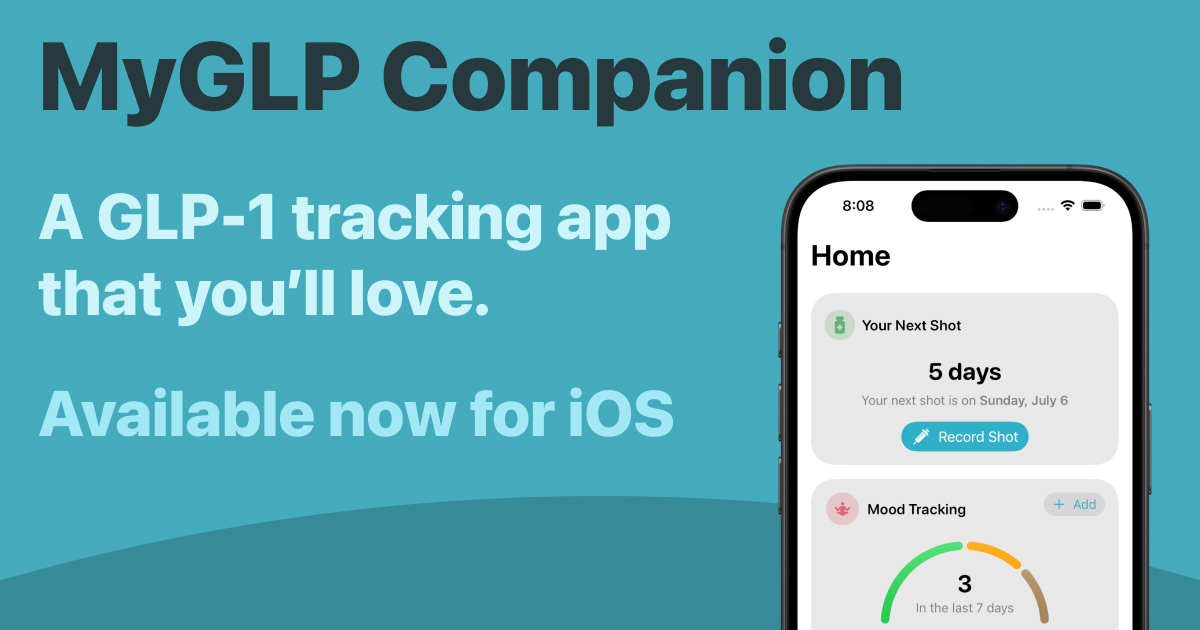 MyGLP Companion
A GLP-1 tracking app
that you’ll love.
Available now for iOS
8:08
Home
Your Next Shot
5 days
Your next shot is on Sunday, July 6
Record Shot
Mood Tracking
+ Add
3
In the last 7 days